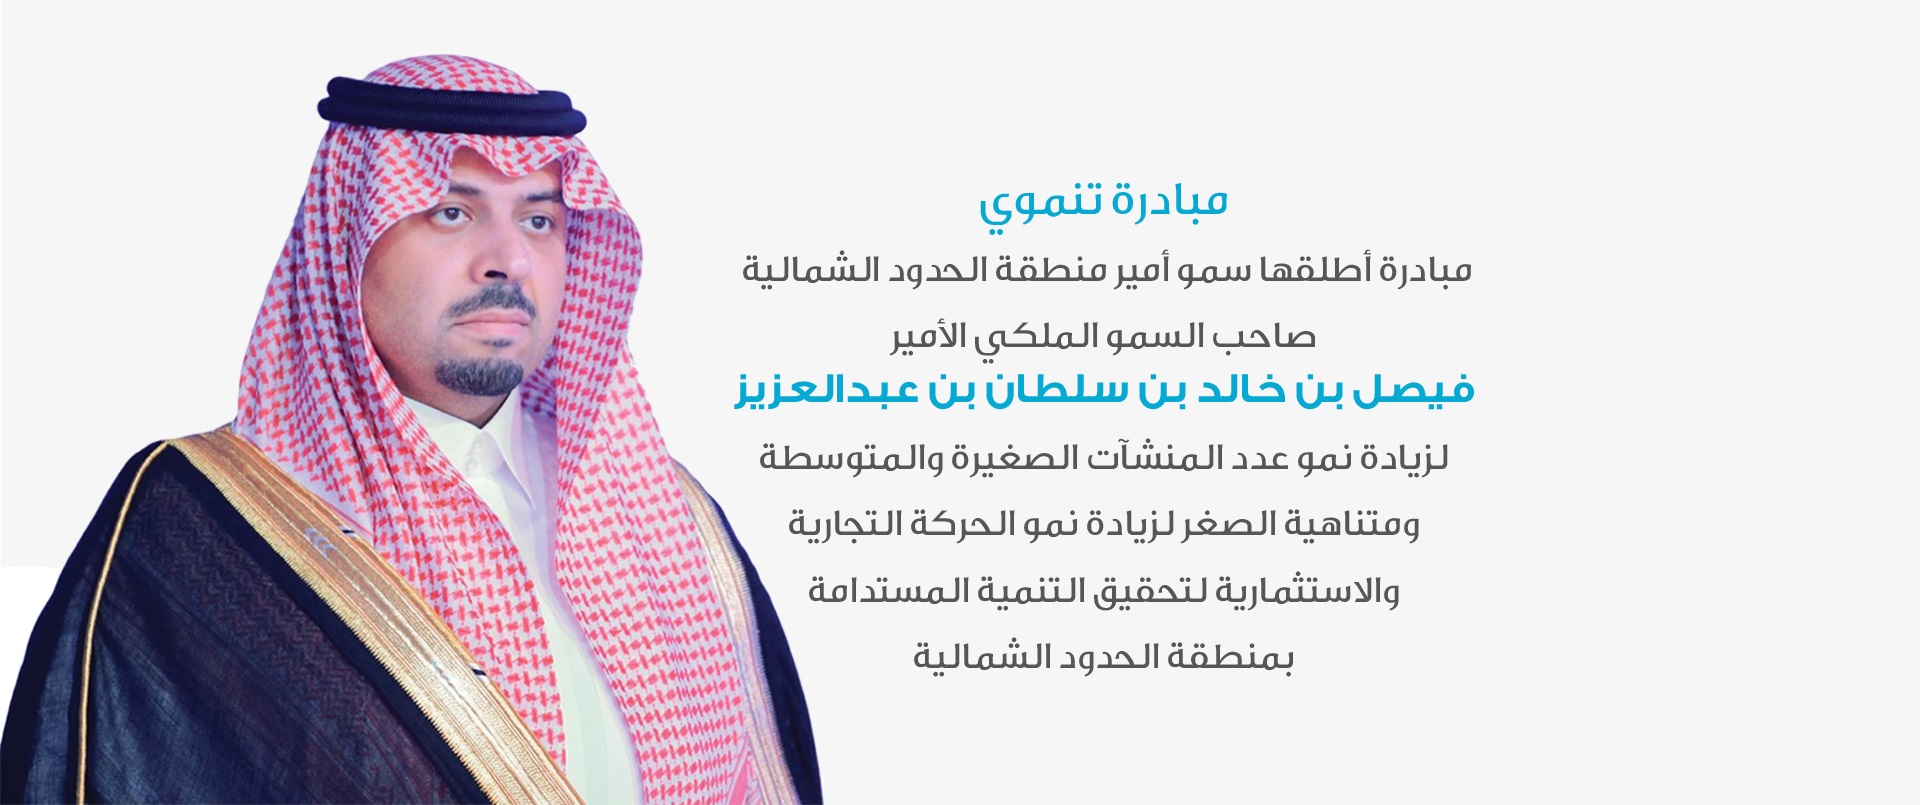 مبادرة تنموي
مبادرة أطلقها سمو أمير منطقة الحدود الشمالية
صاحب السمو الملكي الأمير
فيصل بن خالد بن سلطان بن عبدالعزيز
لزيادة نمو عدد المنشآت الصغيرة والمتوسطة
ومتناهية الصغر لزيادة نمو الحركة التجارية
والاستثمارية لتحقيق التنمية المستدامة
بمنطقة الحدود الشمالية